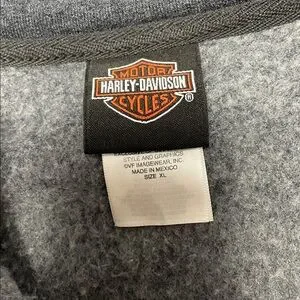 MOTOR
HARLEY-DAVIDSON
CYCLES
®
STYLE AND GRAPHICS
©VF IMAGEWEAR, INC.
MADE IN MEXICO
SIZE XL